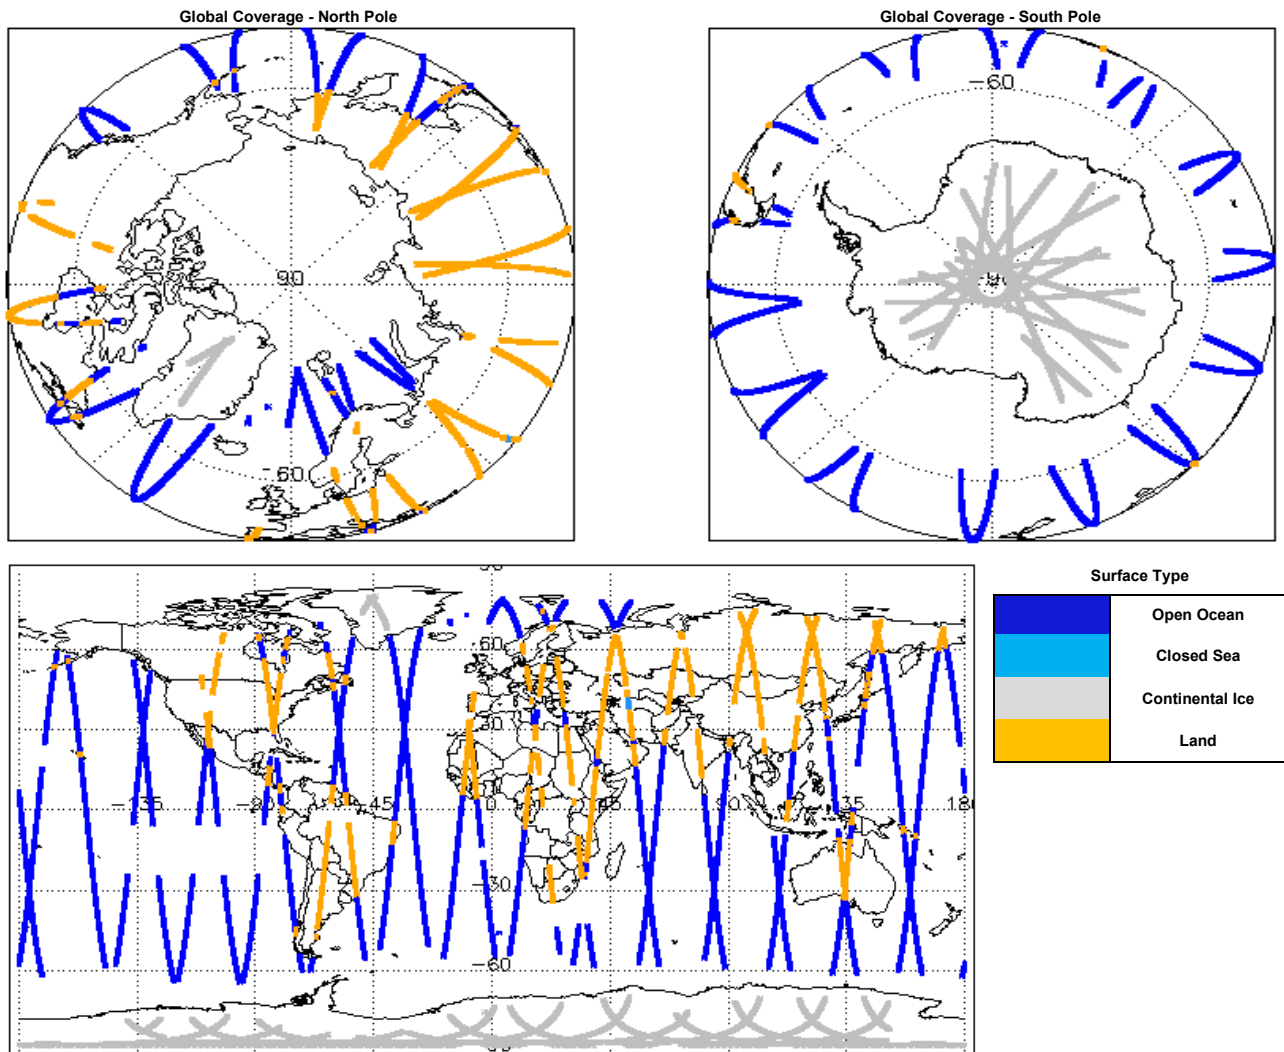 Global Coverage - North Pole
Global Coverage - South Pole
90
-60
-60
90
60
30
-135
-90
-45
0
45
90
135
180
-30
-60
Surface Type
Open Ocean
Closed Sea
Continental Ice
Land